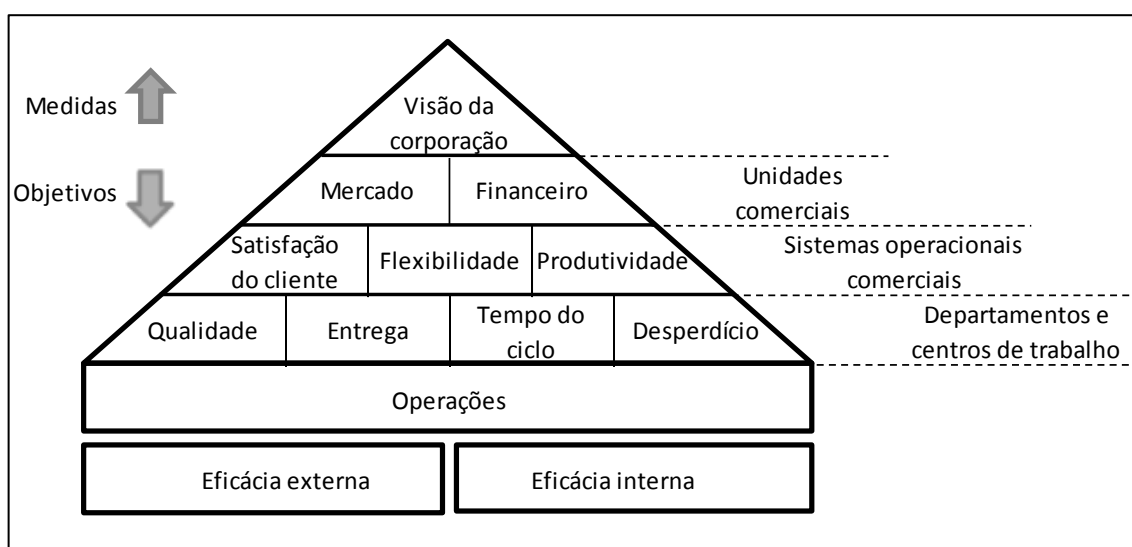 Medidas
Visão da
corporação
Objetivos
Mercado
Financeiro
Unidades
comerciais
Satisfação
do cliente
Flexibilidade
Produtividade
Sistemas operacionais
comerciais
Qualidade
Entrega
Tempo do
ciclo
Desperdício
Departamentos e
centros de trabalho
Operações
Eficácia externa
Eficácia interna